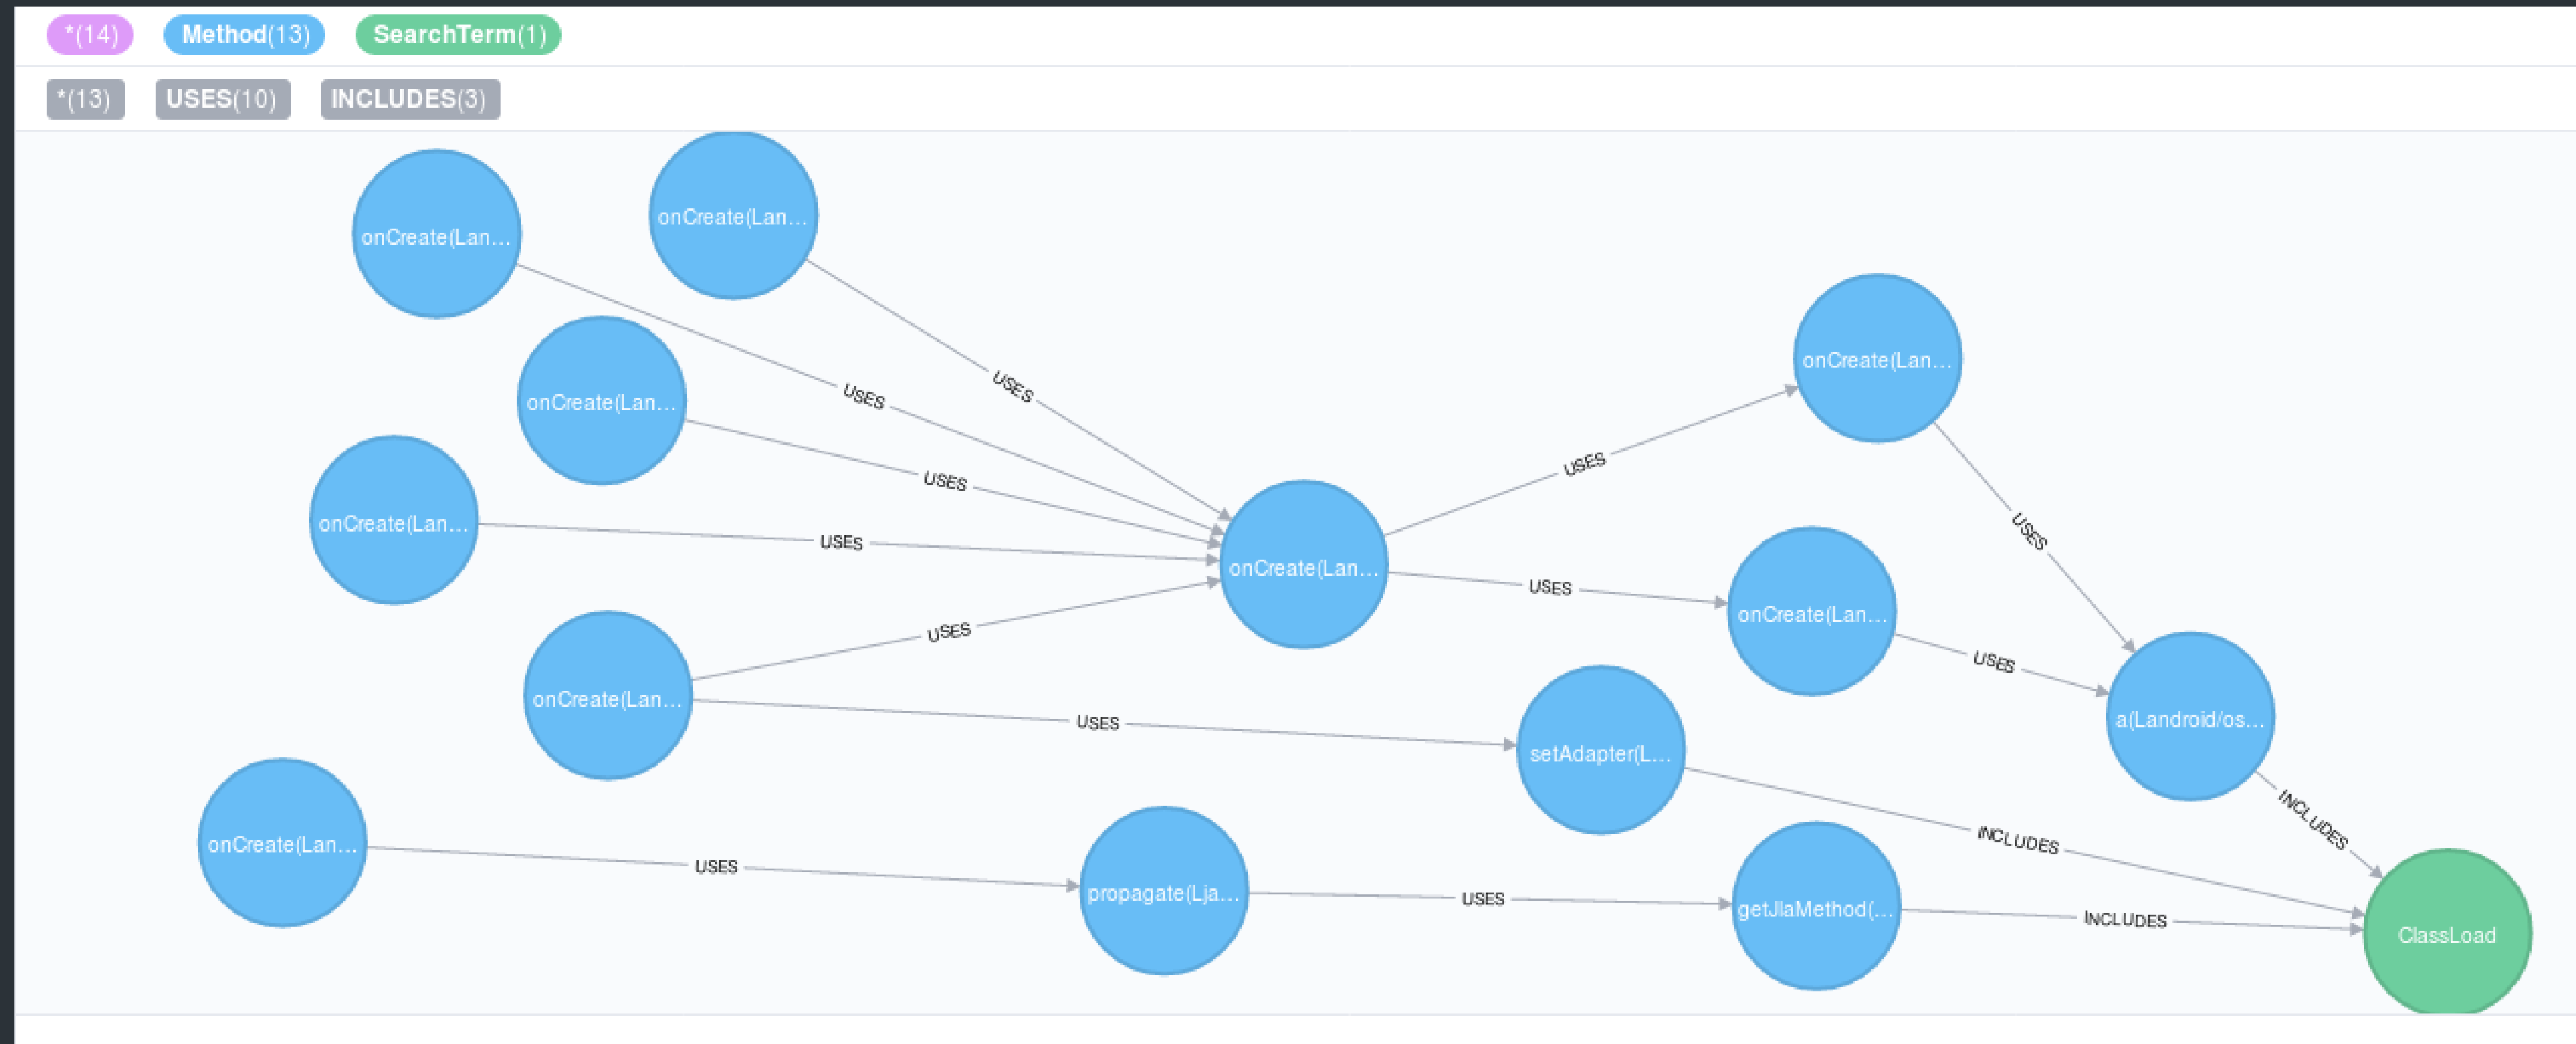 *(14) Method(13) SearchTerm(1)
*(13) USES(10) INCLUDES(3)
onCreate(Lan...
onCreate(Lan...
onCreate(Lan...
onCreate(Lan...
onCreate(Lan...
onCreate(Lan...
onCreate(Lan...
onCreate(Lan...
onCreate(Lan...
a(Landroid/os...
setAdapter(L...
propagate(Lja...
getJlaMethod(...
ClassLoad
USES
USES
USES
USES
USES
USES
USES
USES
USES
USES
USES
USES
INCLUDES
INCLUDES
INCLUDES